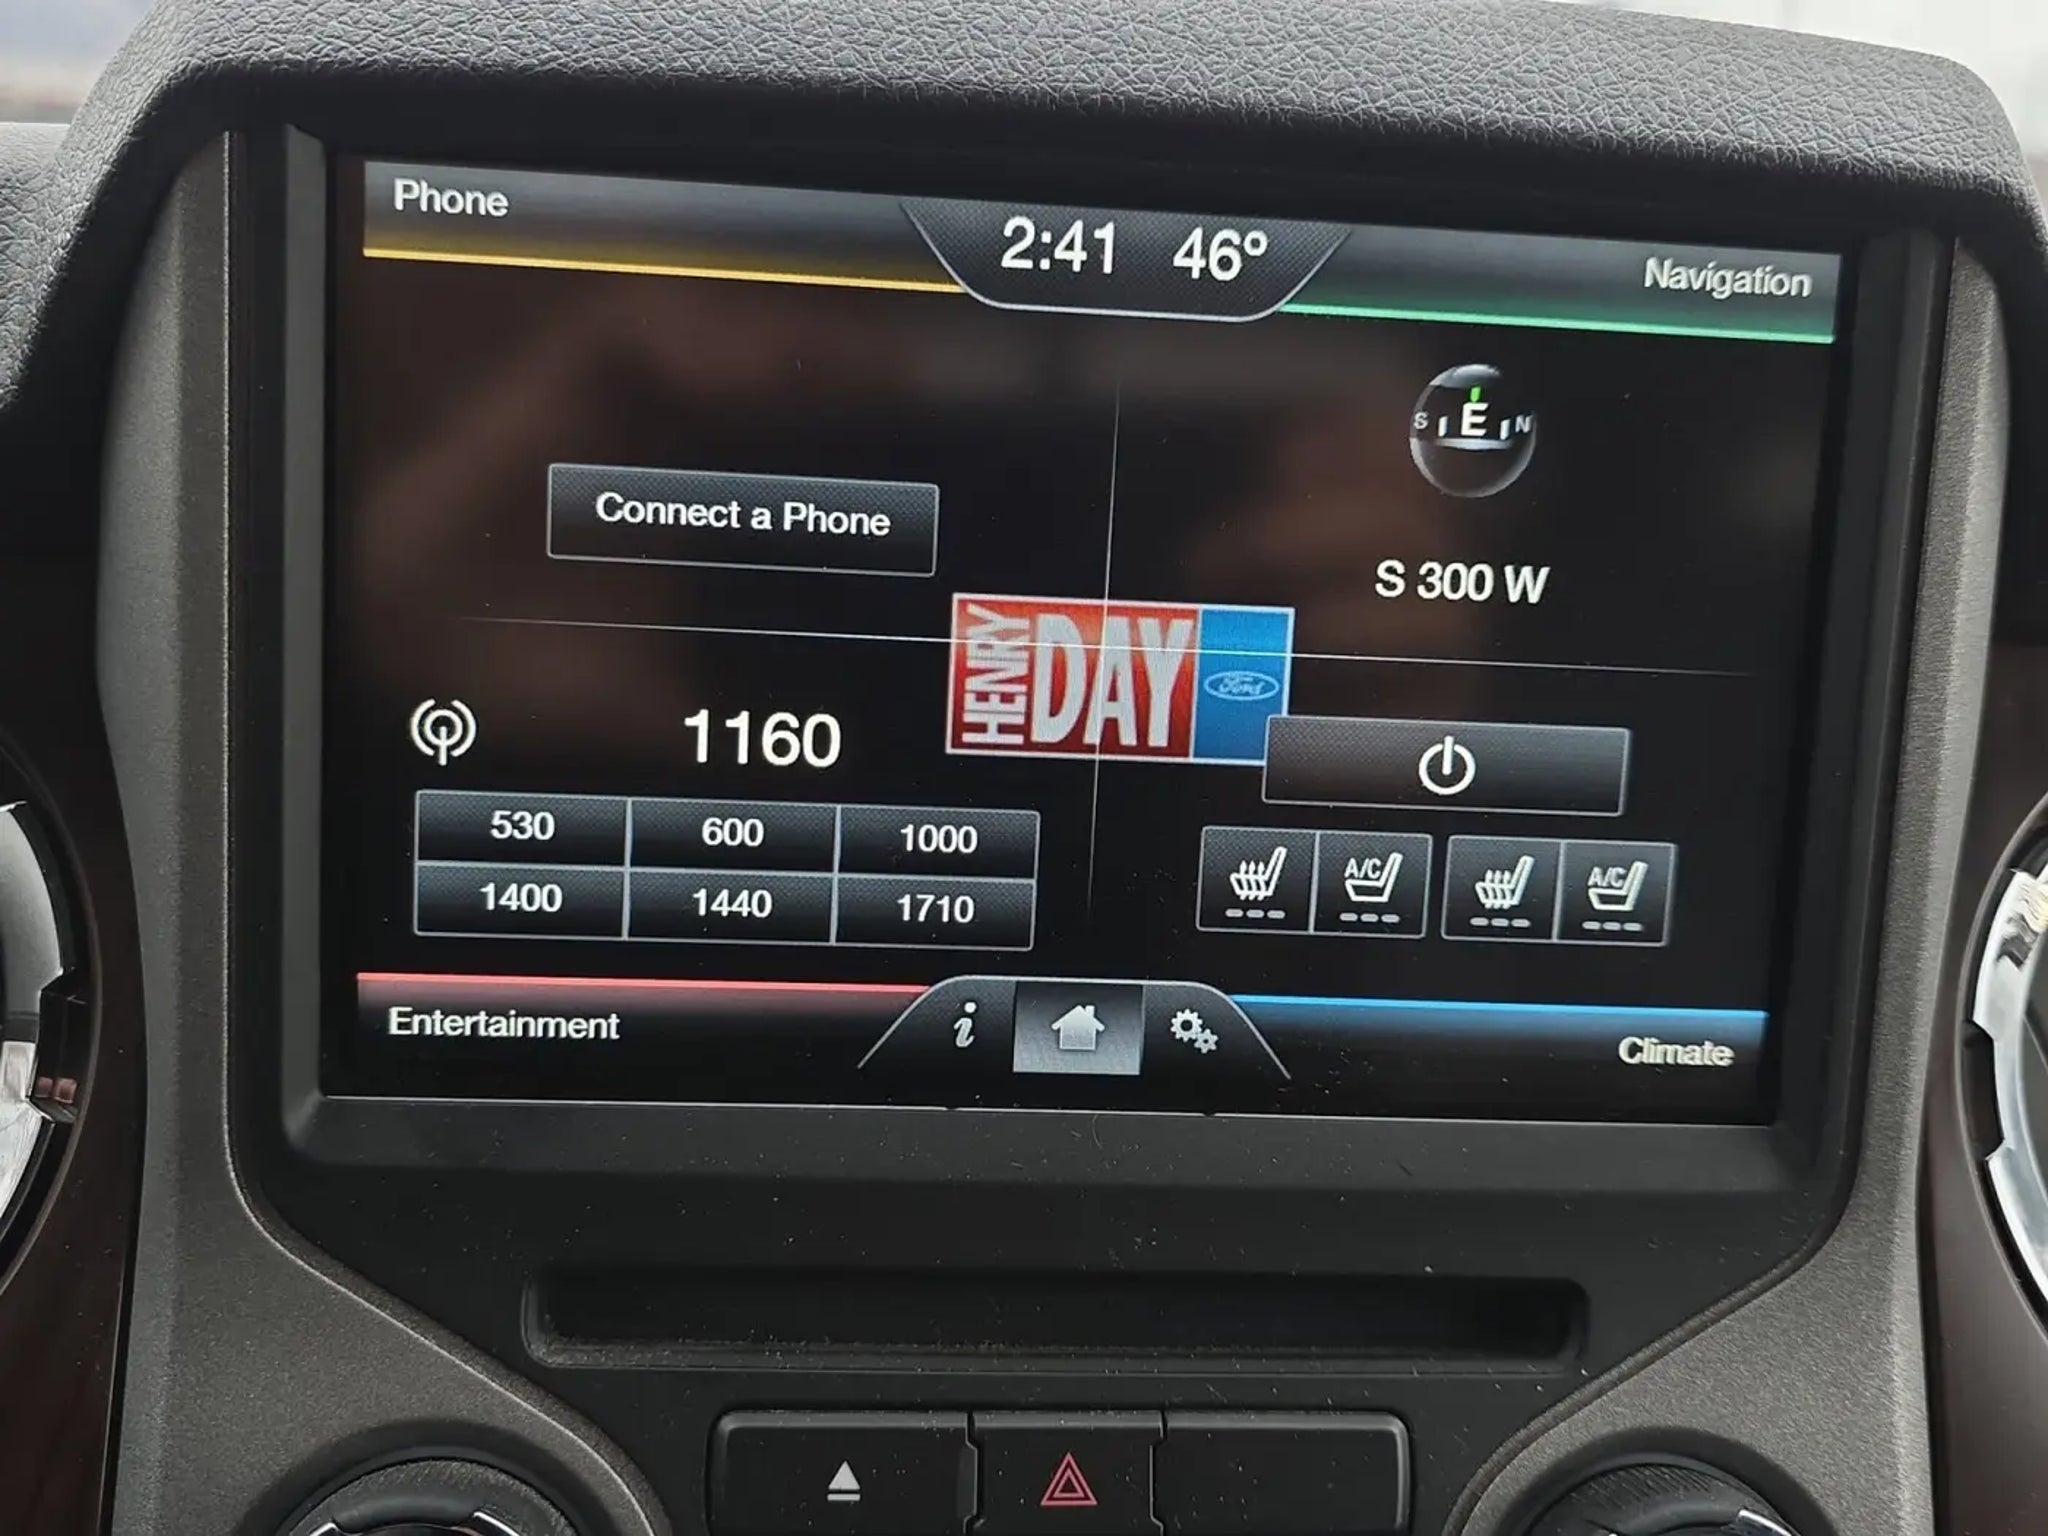 Phone
2:41 46°
Navigation
S E N
Connect a Phone
S 300 W
HENRY DAY Ford
1160
530 600 1000
1400 1440 1710
A/C A/C
Entertainment
i
Climate